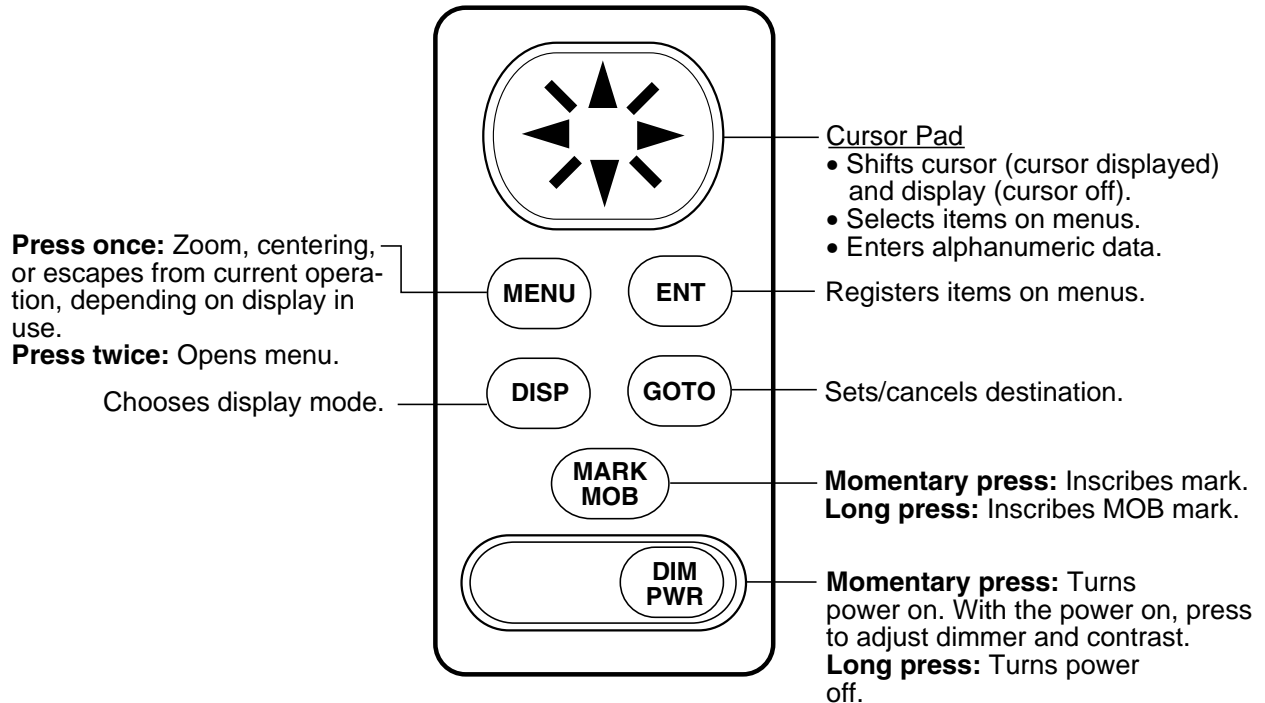 Cursor Pad
• Shifts cursor (cursor displayed)
and display (cursor off).
• Selects items on menus.
• Enters alphanumeric data.
Press once: Zoom, centering,
or escapes from current opera-
tion, depending on display in
use.
Press twice: Opens menu.
MENU
ENT
Registers items on menus.
Chooses display mode.
DISP
GOTO
Sets/cancels destination.
MARK
MOB
Momentary press: Inscribes mark.
Long press: Inscribes MOB mark.
DIM
PWR
Momentary press: Turns
power on. With the power on, press
to adjust dimmer and contrast.
Long press: Turns power
off.